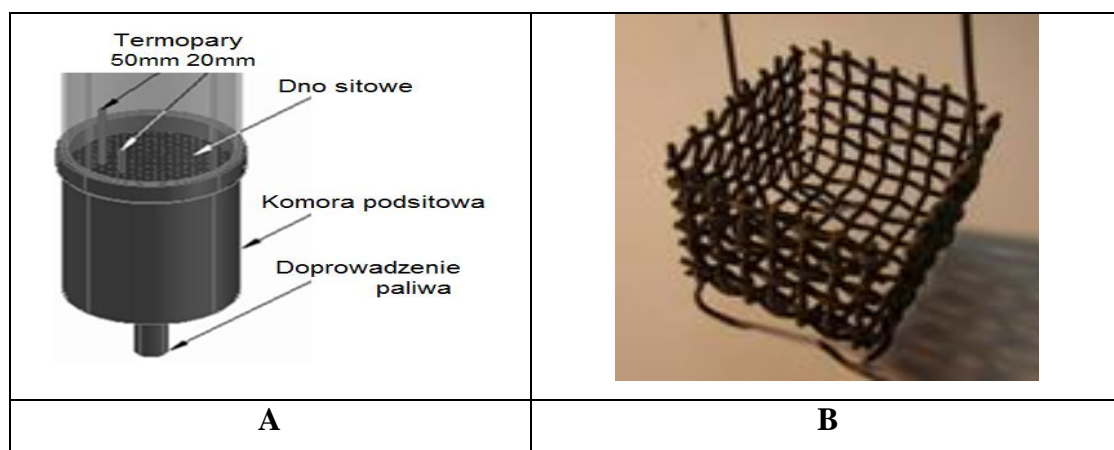 Termopary
50mm 20mm
Dno sitowe
Komora podsitowa
Doprowadzenie
paliwa
A
B